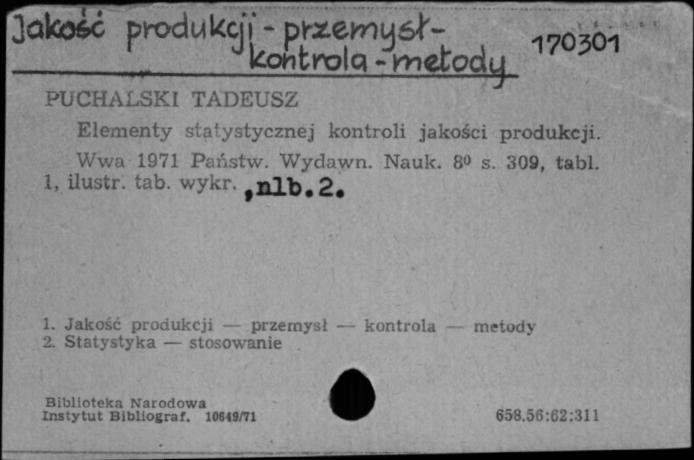 Jakość produkcji - przemysł - 170301
kontrola - metody
PUCHALSKI TADEUSZ
Elementy statystycznej kontroli jakości produkcji.
Wwa 1971 Państw. Wydawn. Nauk. 8º s. 309, tabl.
1, ilustr. tab. wykr. ,nlb.2.
1. Jakość produkcji — przemysł — kontrola — metody
2. Statystyka — stosowanie
Biblioteka Narodowa
Instytut Bibliograf. 10649/71 658.56:62:311